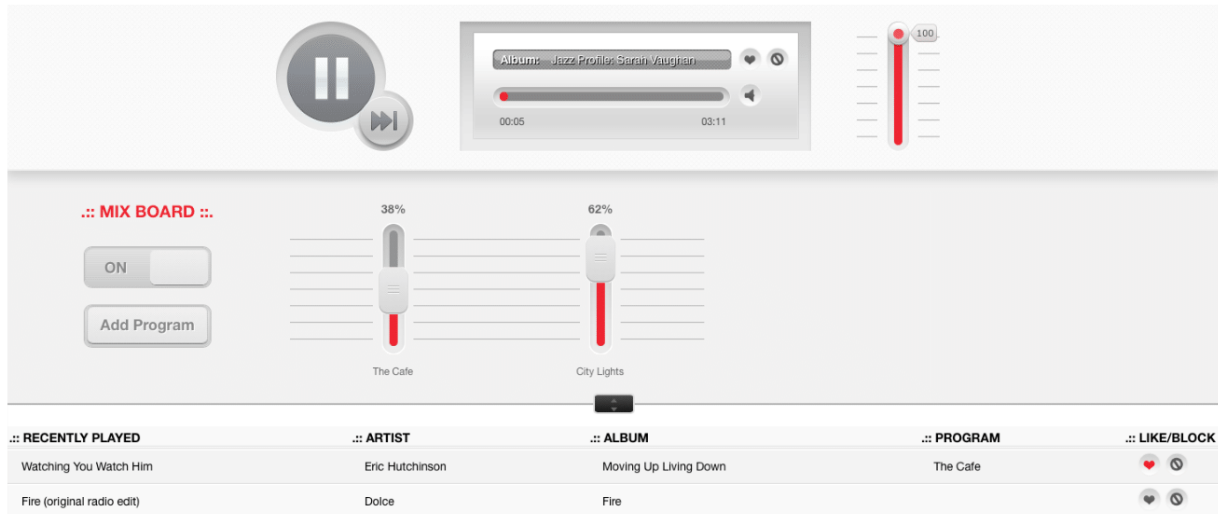 100
Album: Jazz Profile: Sarah Vaughan
00:05 03:11
.:: MIX BOARD ::.
38% 62%
ON
Add Program
The Cafe City Lights
.:: RECENTLY PLAYED .:: ARTIST .:: ALBUM .:: PROGRAM .:: LIKE/BLOCK
Watching You Watch Him Eric Hutchinson Moving Up Living Down The Cafe
Fire (original radio edit) Dolce Fire